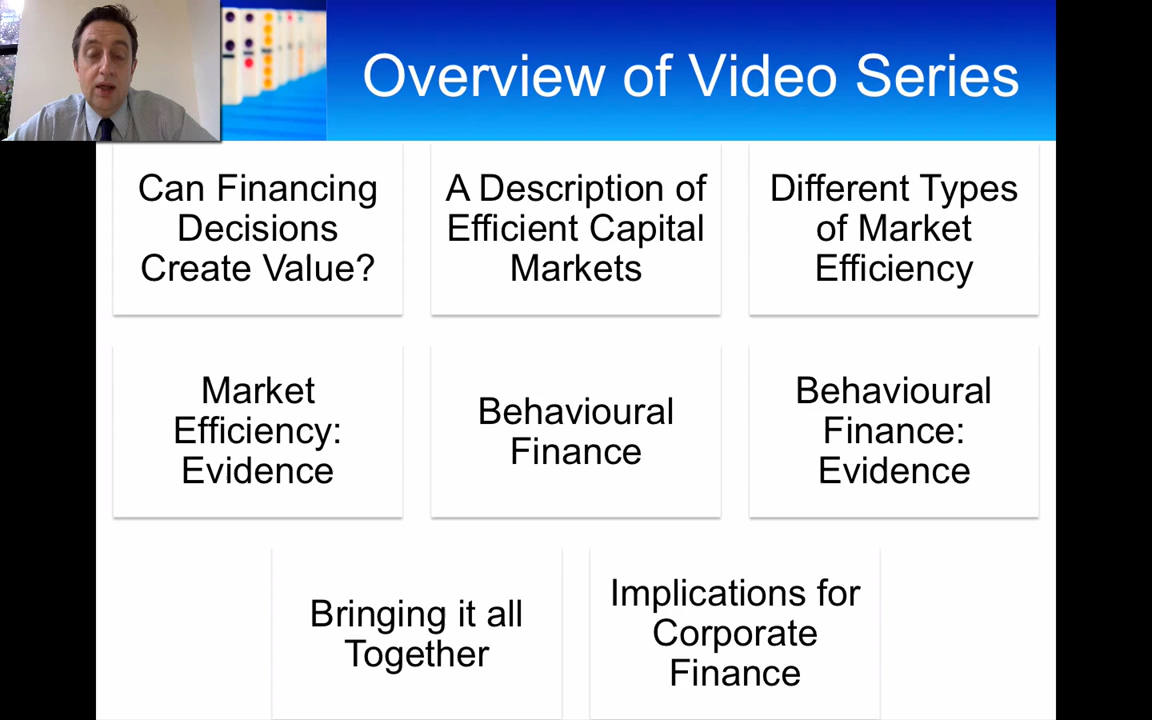 Overview of Video Series
Can Financing
Decisions
Create Value?
A Description of
Efficient Capital
Markets
Different Types
of Market
Efficiency
Market
Efficiency:
Evidence
Behavioural
Finance
Behavioural
Finance:
Evidence
Bringing it all
Together
Implications for
Corporate
Finance